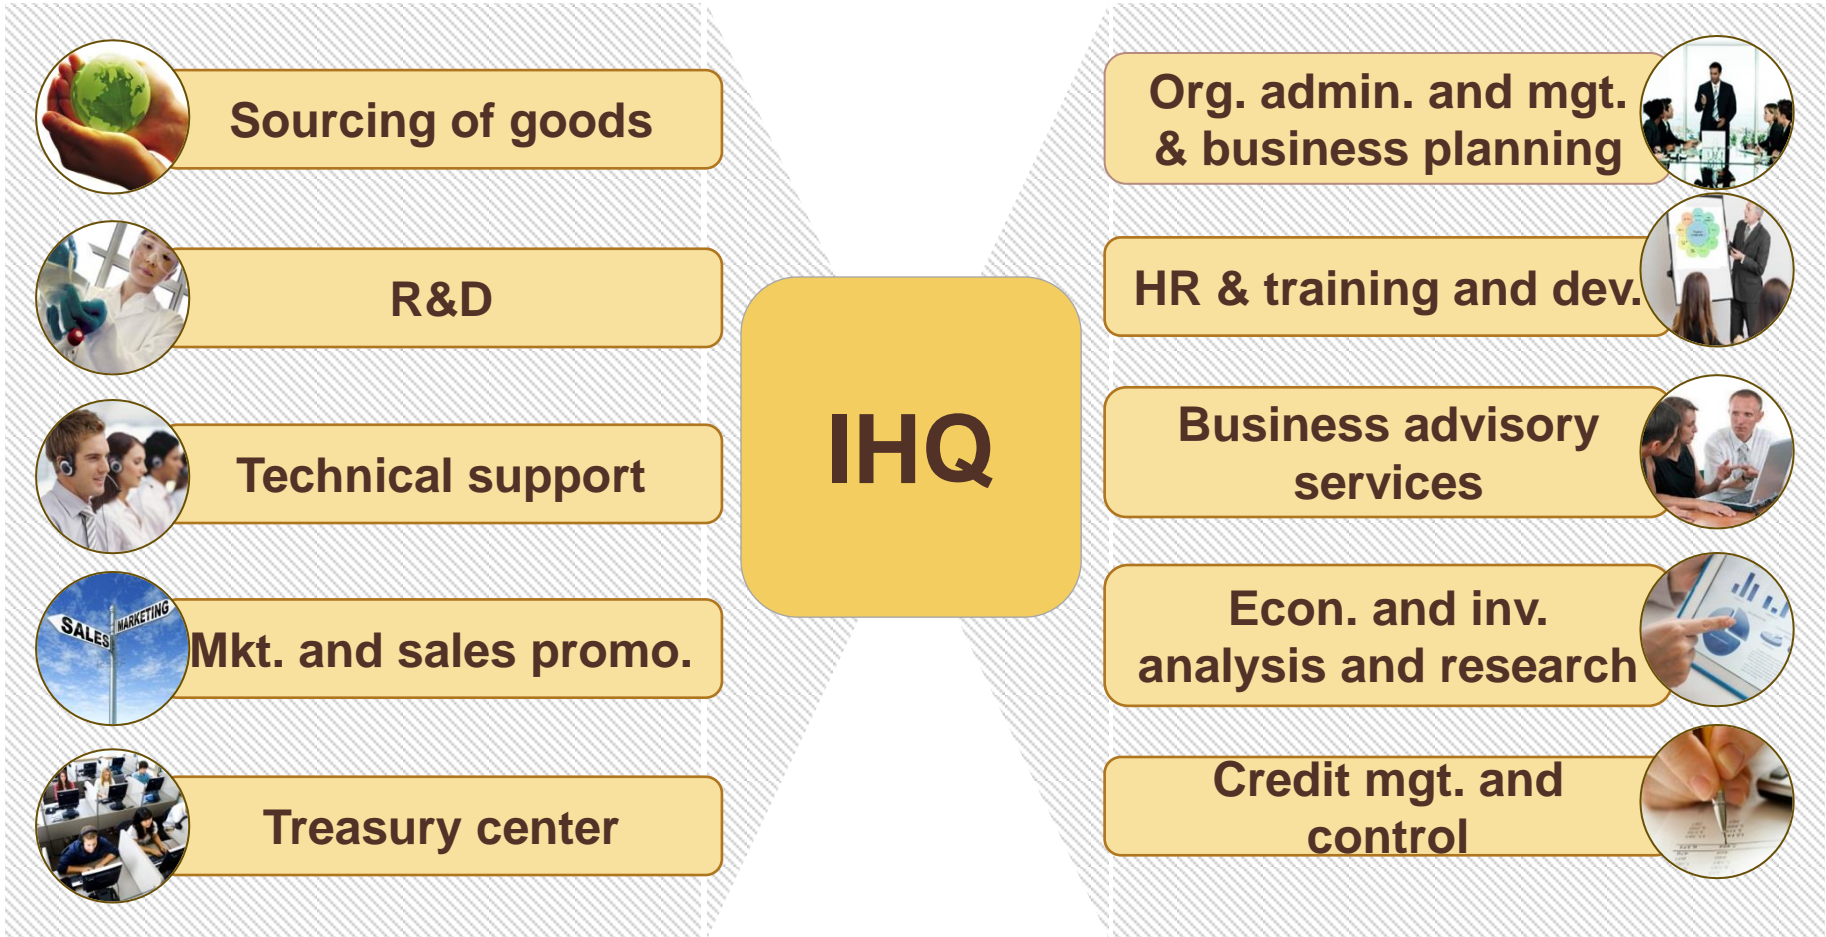 Sourcing of goods
R&D
Technical support
SALES
MARKETING
Mkt. and sales promo.
Treasury center
IHQ
Org. admin. and mgt.
& business planning
HR & training and dev.
Business advisory
services
Econ. and inv.
analysis and research
Credit mgt. and
control